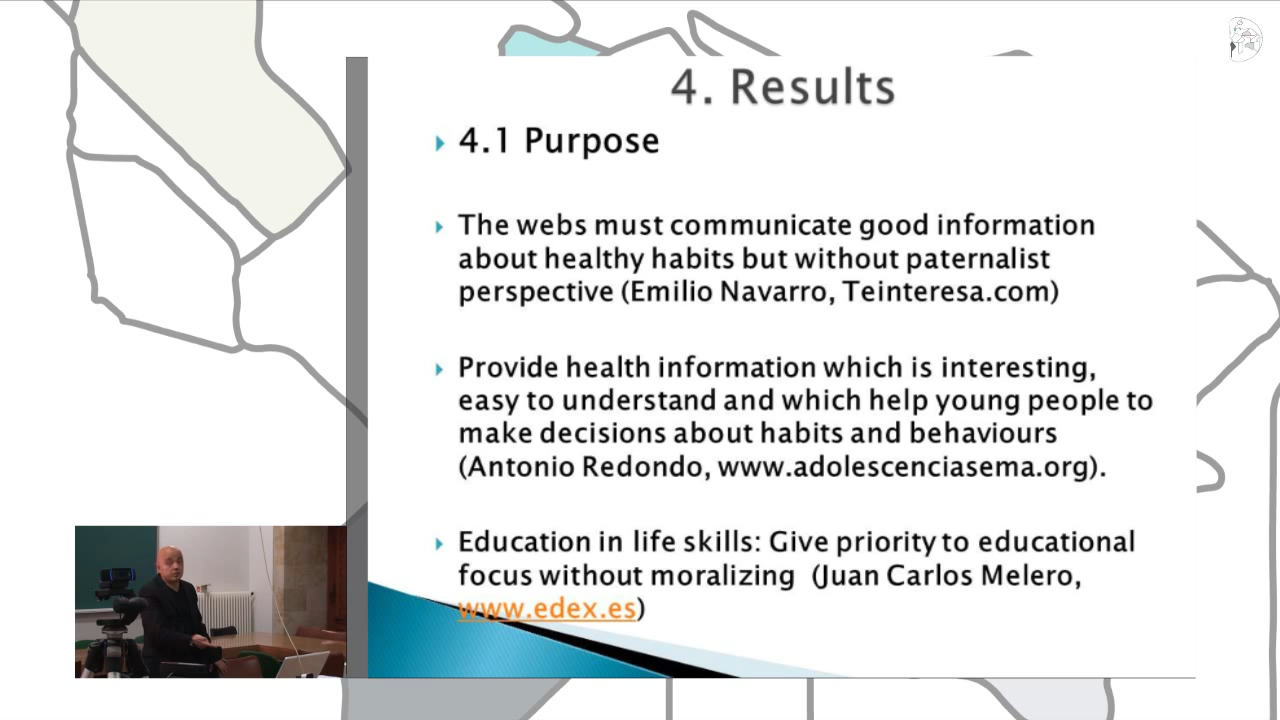 4. Results
4.1 Purpose
The webs must communicate good information
about healthy habits but without paternalist
perspective (Emilio Navarro, Teinteresa.com)
Provide health information which is interesting,
easy to understand and which help young people to
make decisions about habits and behaviours
(Antonio Redondo, www.adolescenciasema.org).
Education in life skills: Give priority to educational
focus without moralizing (Juan Carlos Melero,
www.edex.es)